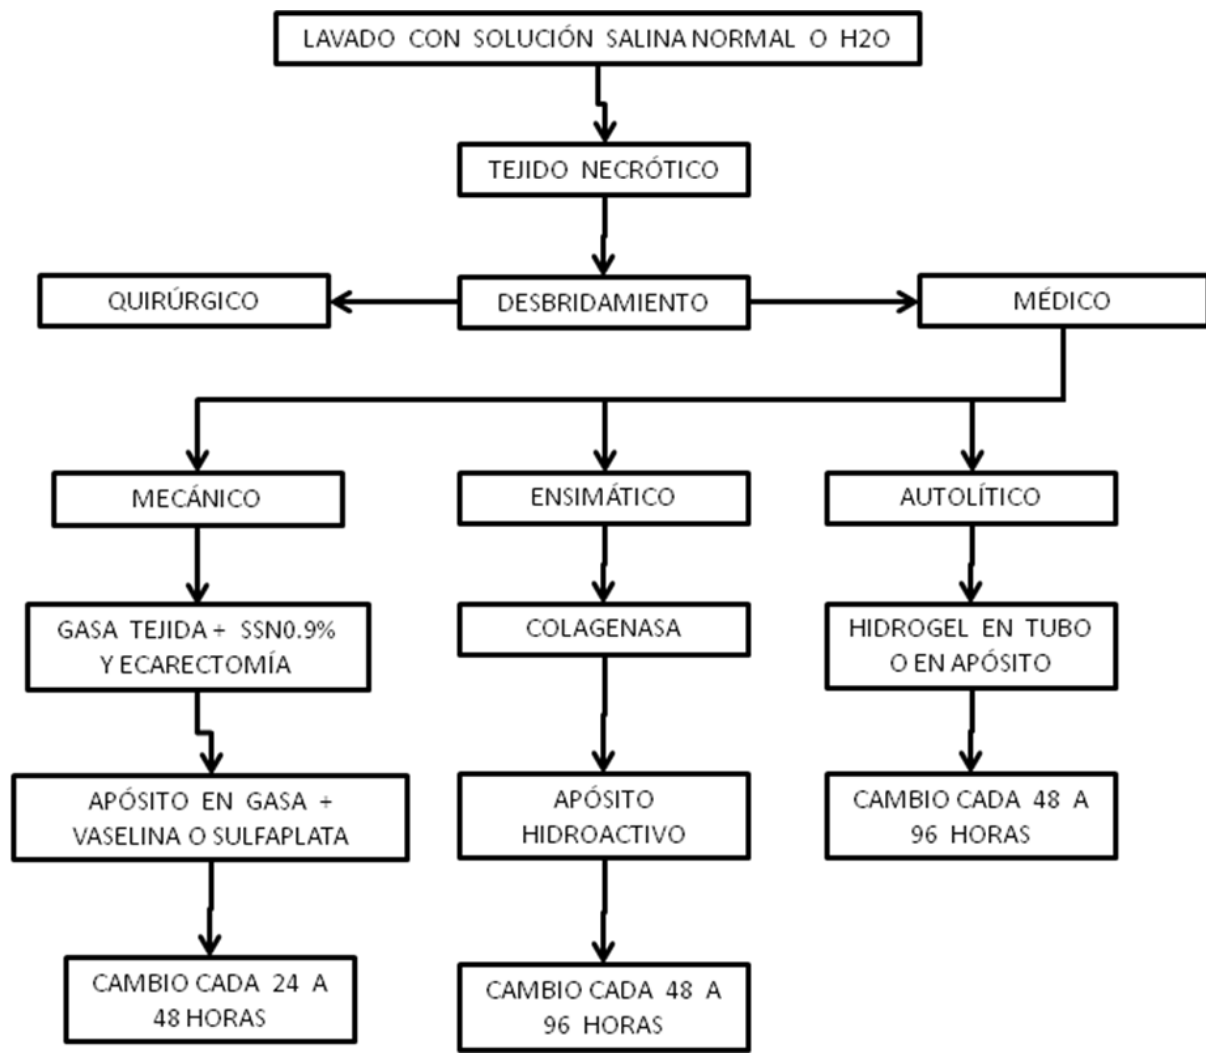 LAVADO CON SOLUCIÓN SALINA NORMAL O H2O
TEJIDO NECRÓTICO
QUIRÚRGICO
DESBRIDAMIENTO
MÉDICO
MECÁNICO
ENSIMÁTICO
AUTOLÍTICO
GASA TEJIDA + SSN0.9%
Y ECARECTOMÍA
COLAGENASA
HIDROGEL EN TUBO
O EN APÓSITO
APÓSITO EN GASA +
VASELINA O SULFAPLATA
APÓSITO
HIDROACTIVO
CAMBIO CADA 48 A
96 HORAS
CAMBIO CADA 24 A
48 HORAS
CAMBIO CADA 48 A
96 HORAS